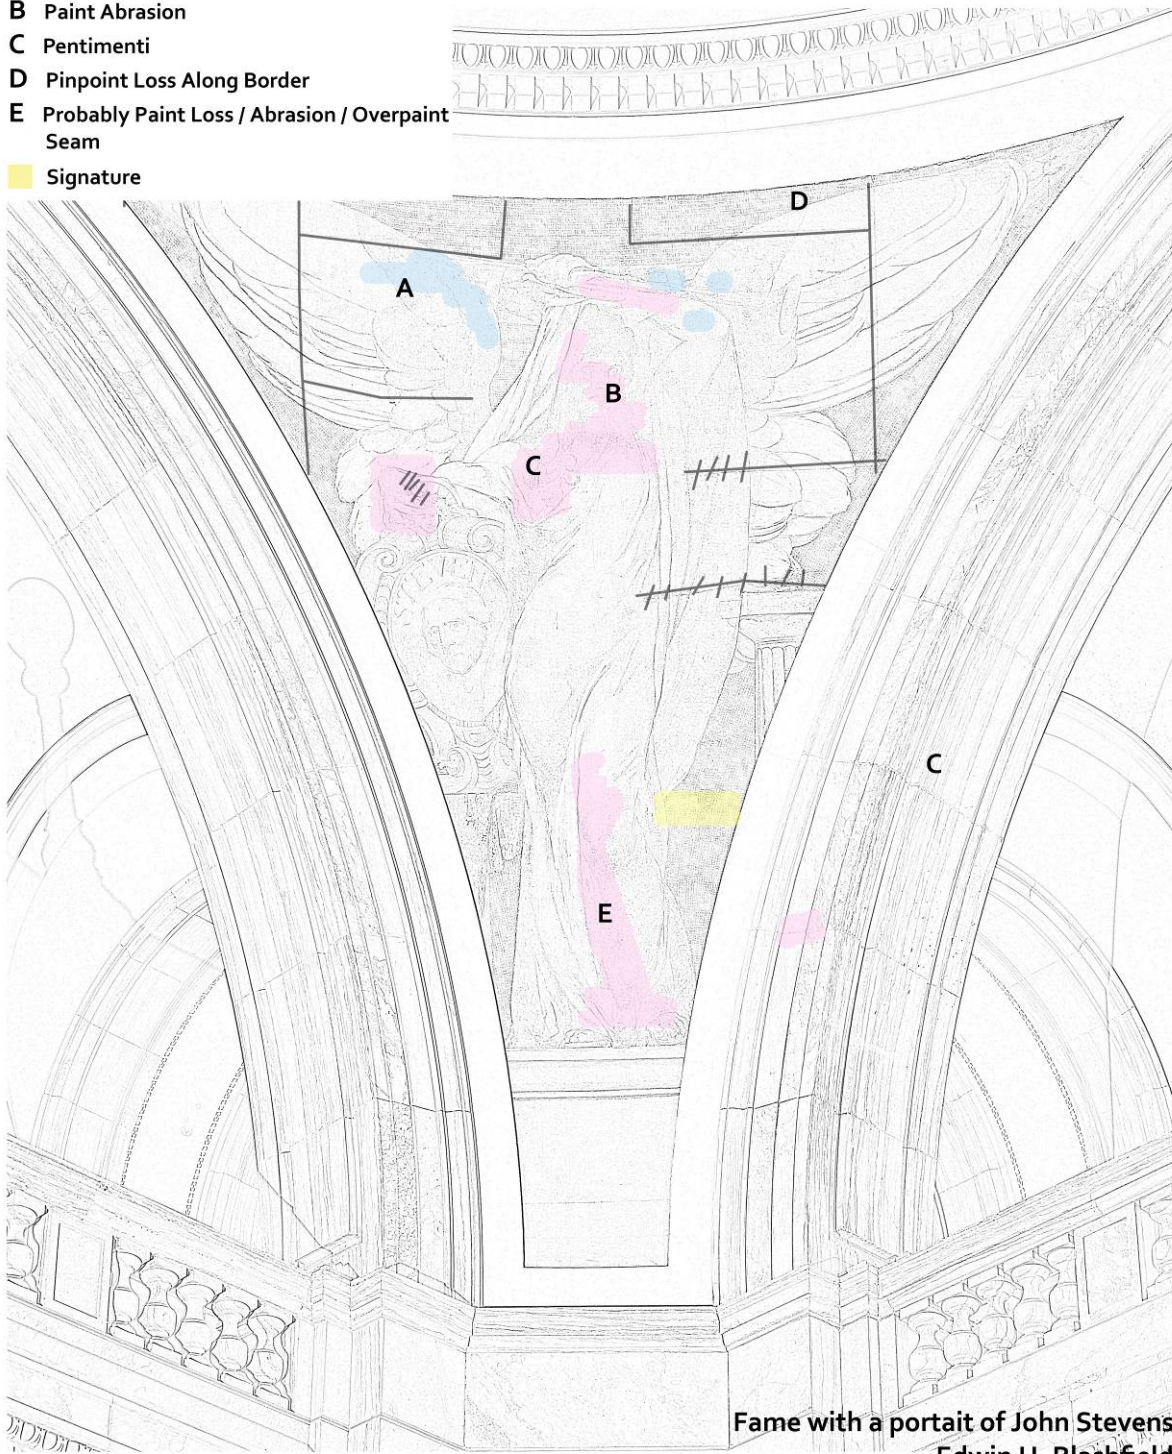 B Paint Abrasion
C Pentimenti
D Pinpoint Loss Along Border
E Probably Paint Loss / Abrasion / Overpaint
Seam
Signature
D
A
B
C
C
E
Fame with a portait of John Stevens
Edwin H.